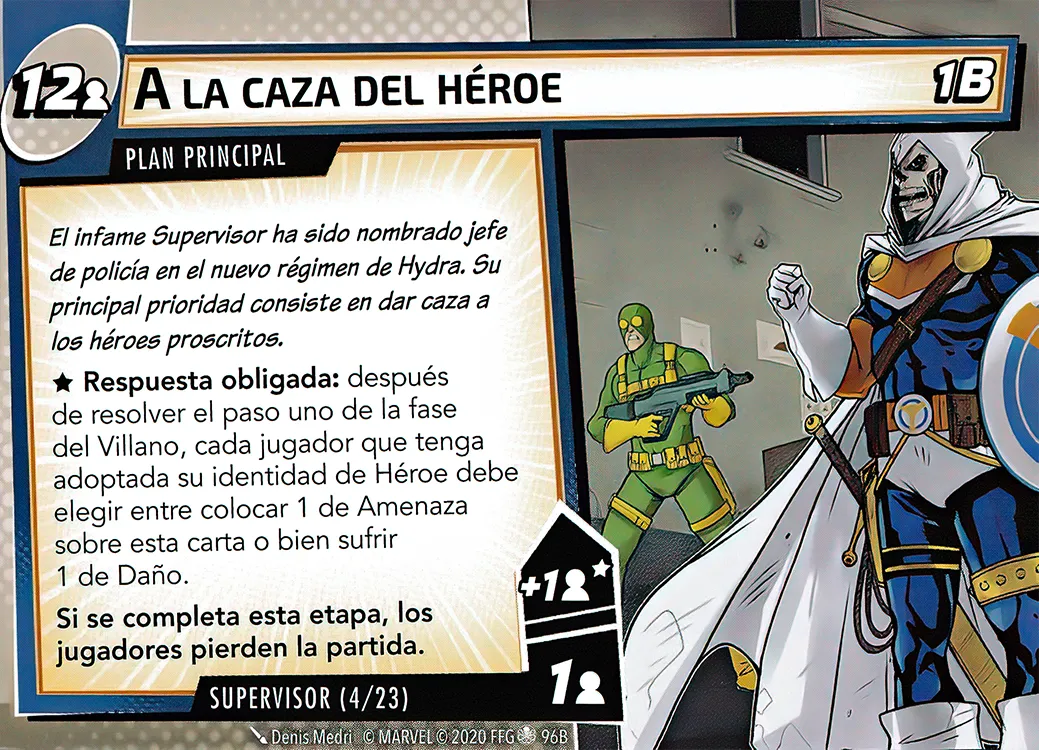 12
A LA CAZA DEL HÉROE
1B
PLAN PRINCIPAL
El infame Supervisor ha sido nombrado jefe
de policía en el nuevo régimen de Hydra. Su
principal prioridad consiste en dar caza a
los héroes proscritos.
★ Respuesta obligada: después
de resolver el paso uno de la fase
del Villano, cada jugador que tenga
adoptada su identidad de Héroe debe
elegir entre colocar 1 de Amenaza
sobre esta carta o bien sufrir
1 de Daño.
Si se completa esta etapa, los
jugadores pierden la partida.
+1★
1
SUPERVISOR (4/23)
Denis Medri © MARVEL © 2020 FFG 96B